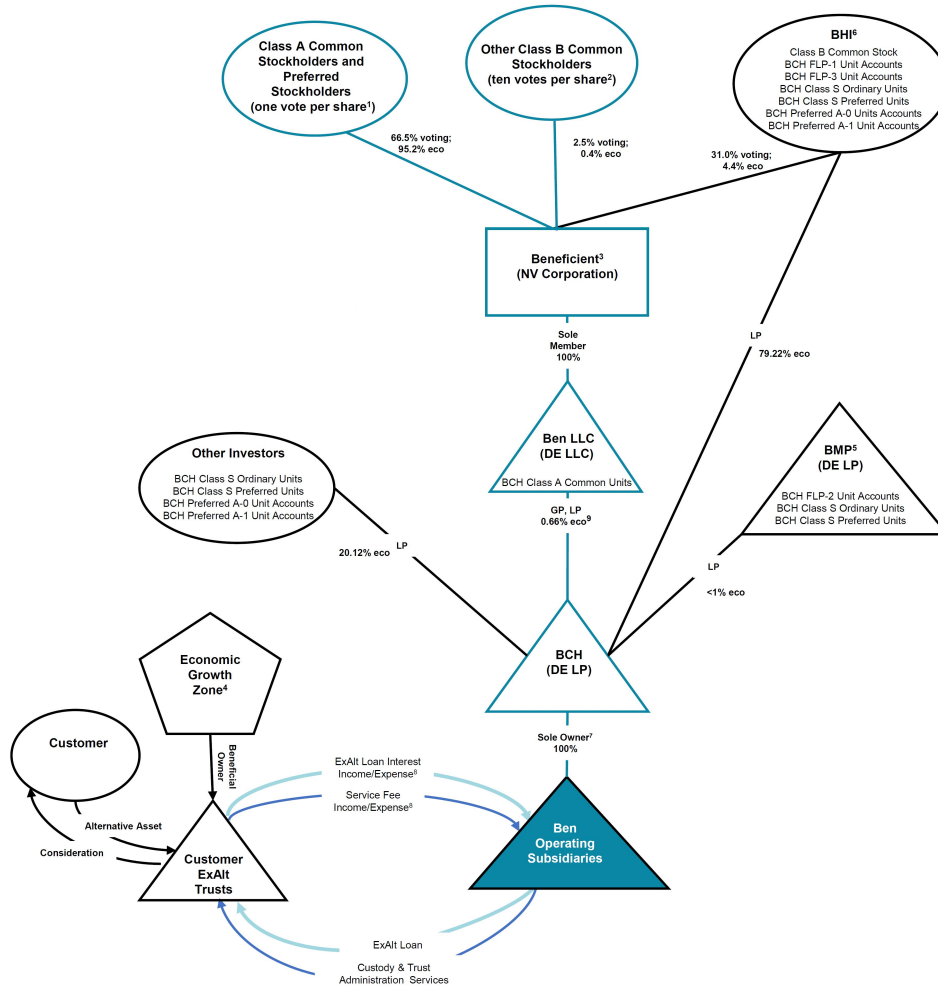 Class A Common
Stockholders and
Preferred
Stockholders
(one vote per share¹)
Other Class B Common
Stockholders
(ten votes per share²)
BHI⁶
Class B Common Stock
BCH FLP-1 Unit Accounts
BCH FLP-3 Unit Accounts
BCH Class S Ordinary Units
BCH Class S Preferred Units
BCH Preferred A-0 Units Accounts
BCH Preferred A-1 Unit Accounts
66.5% voting;
95.2% eco
2.5% voting;
0.4% eco
31.0% voting;
4.4% eco
Beneficient³
(NV Corporation)
Sole
Member
100%
LP
79.22% eco
Ben LLC
(DE LLC)
BCH Class A Common Units
BMP⁵
(DE LP)
BCH FLP-2 Unit Accounts
BCH Class S Ordinary Units
BCH Class S Preferred Units
Other Investors
BCH Class S Ordinary Units
BCH Class S Preferred Units
BCH Preferred A-0 Unit Accounts
BCH Preferred A-1 Unit Accounts
GP, LP
0.66% eco⁹
LP
20.12% eco
LP
<1% eco
BCH
(DE LP)
Economic
Growth
Zone⁴
Sole Owner⁷
100%
Customer
Beneficial
Owner
ExAlt Loan Interest
Income/Expense⁸
Service Fee
Income/Expense⁸
Alternative Asset
Consideration
Customer
ExAlt
Trusts
Ben
Operating
Subsidiaries
ExAlt Loan
Custody & Trust
Administration Services